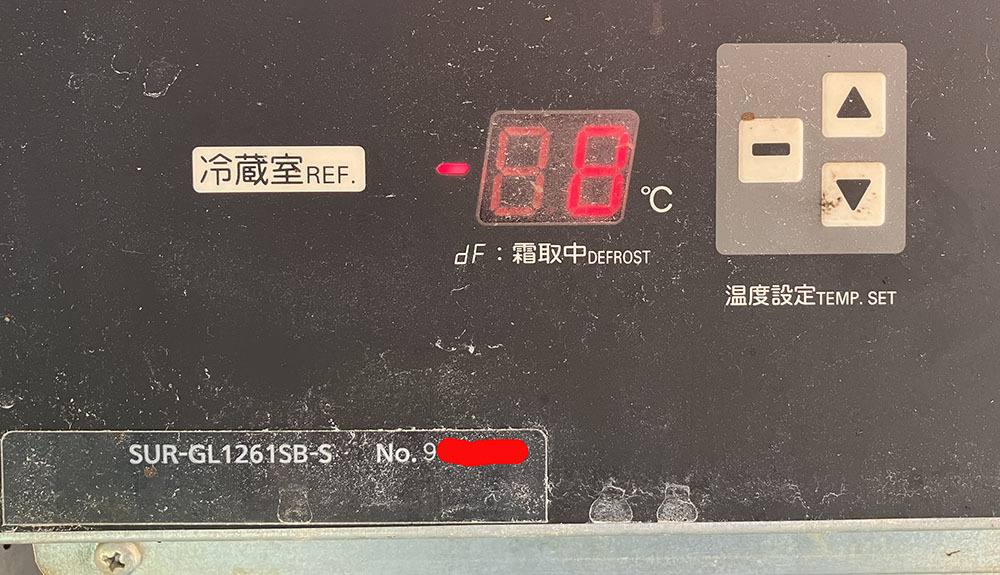 冷蔵室REF.
℃
dF：霜取中DEFROST
温度設定TEMP. SET
SUR-GL1261SB-S No. 9